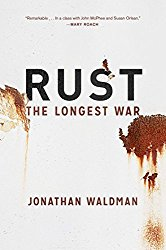 "Remarkable . . . In a class with John McPhee and Susan Orlean."
—MARY ROACH
RUST
THE LONGEST WAR
JONATHAN WALDMAN